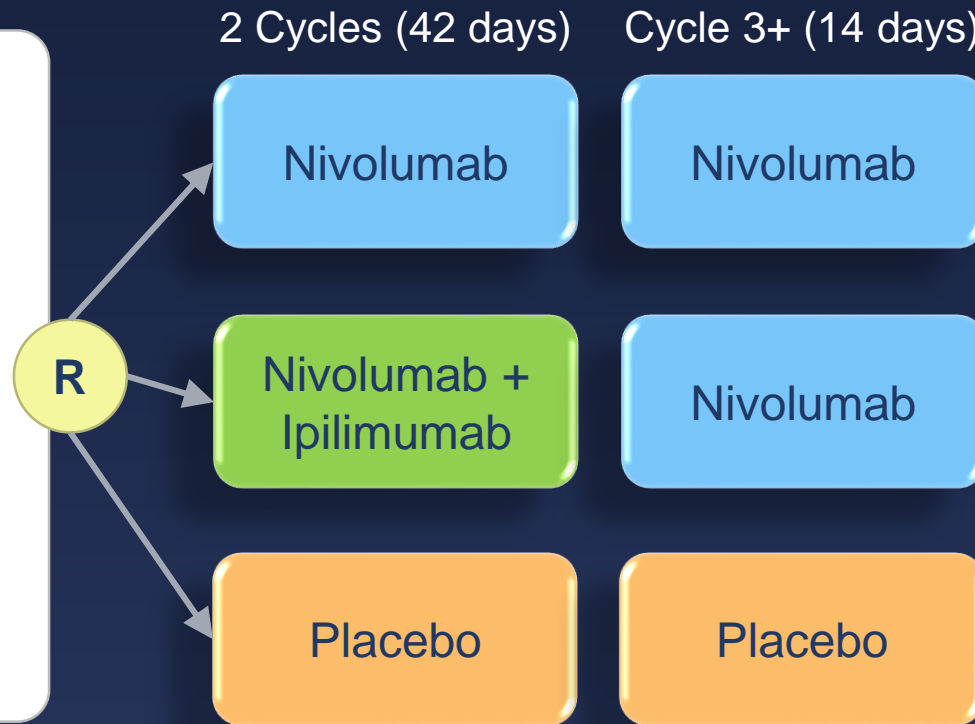 2 Cycles (42 days)
Cycle 3+ (14 days)
Nivolumab
Nivolumab
R
Nivolumab +
Ipilimumab
Nivolumab
Placebo
Placebo